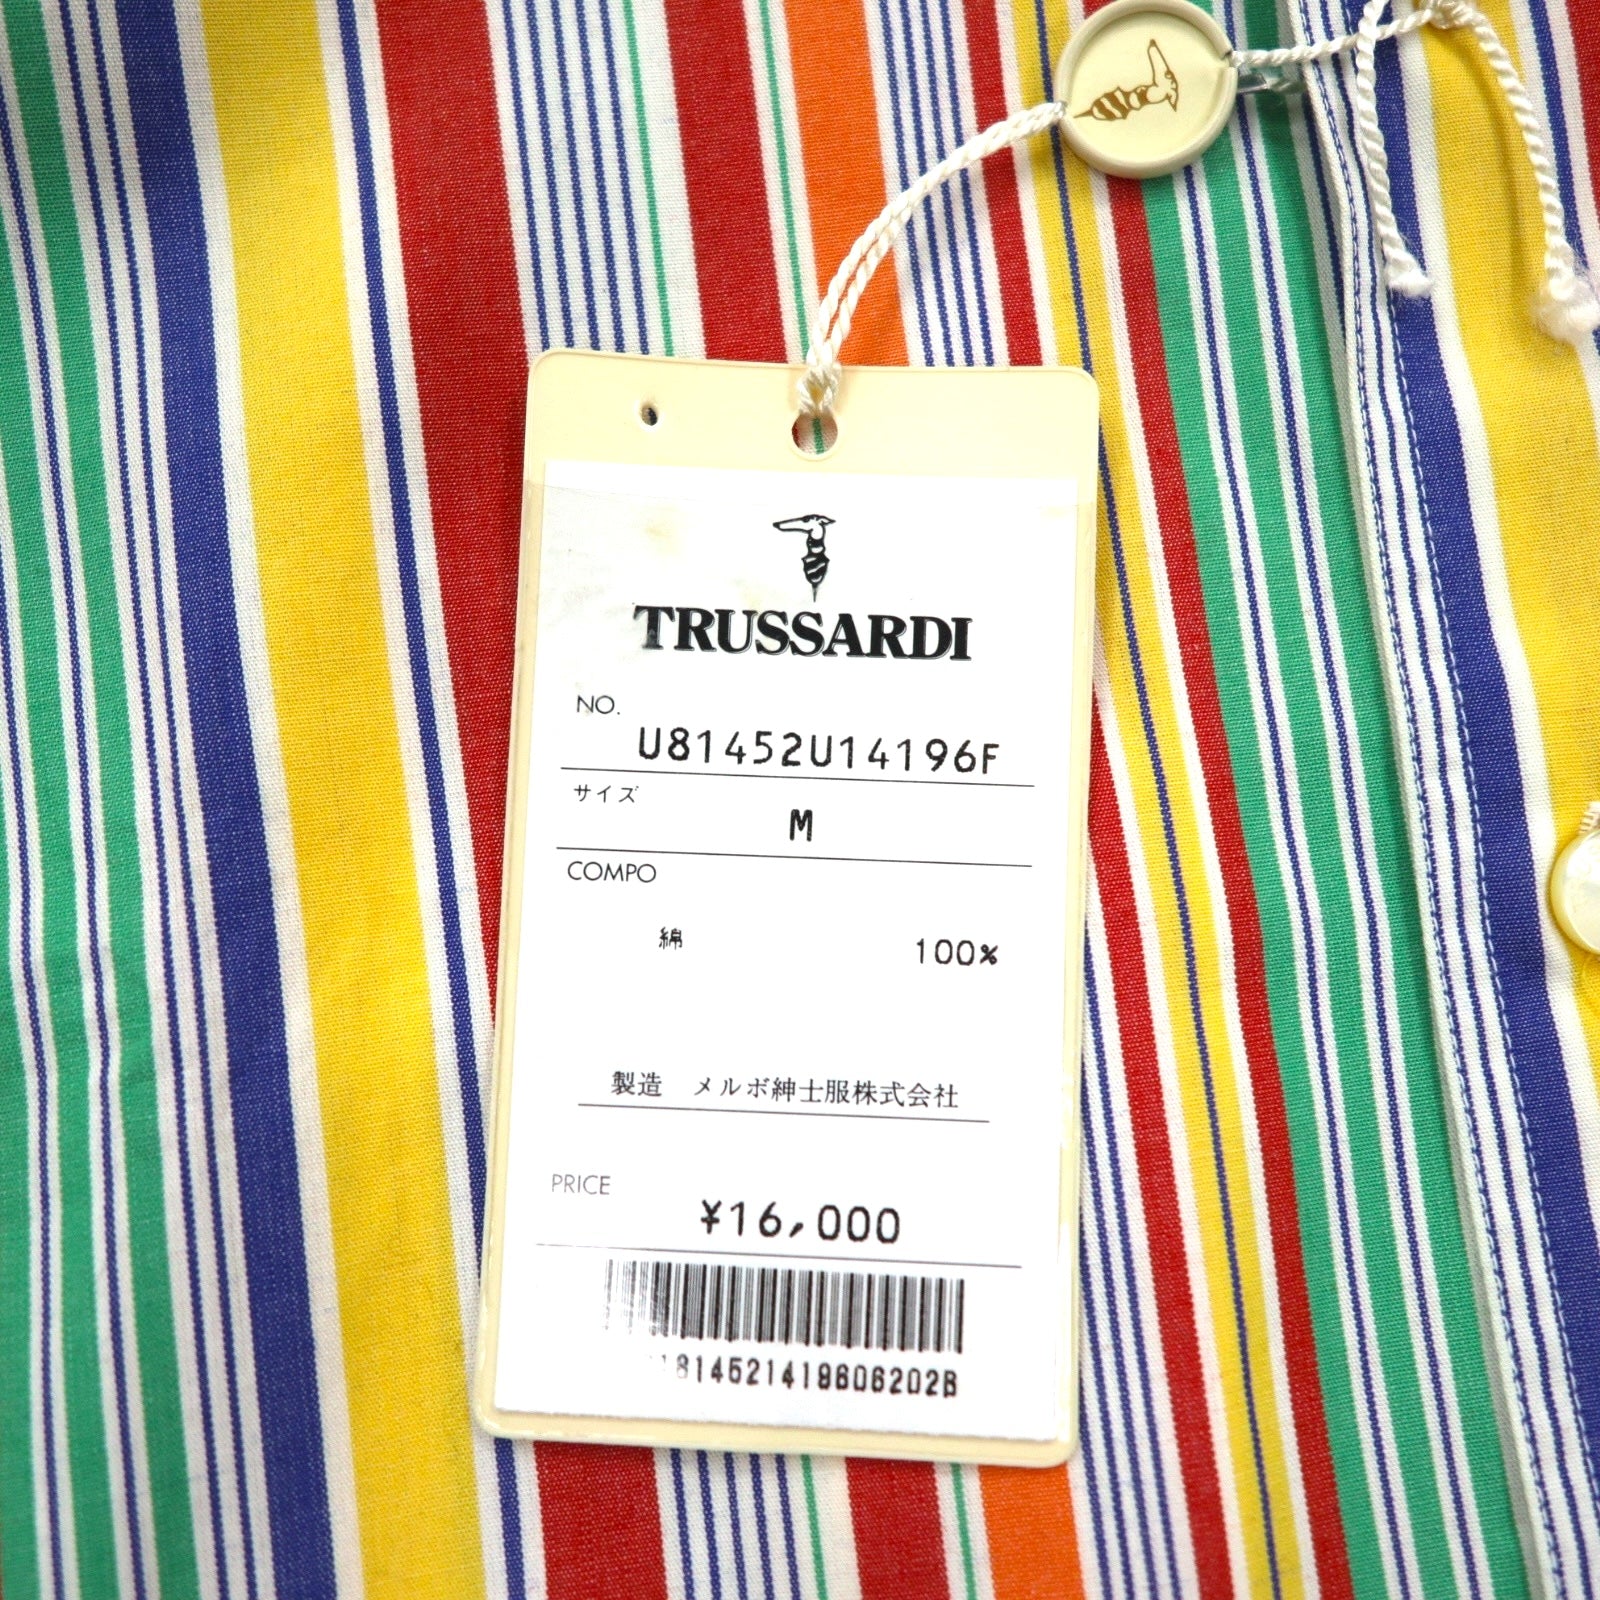 TRUSSARDI
NO.
U81452U14196F
サイズ
M
COMPO
綿 100%
製造 メルボ紳士服株式会社
PRICE
¥16,000